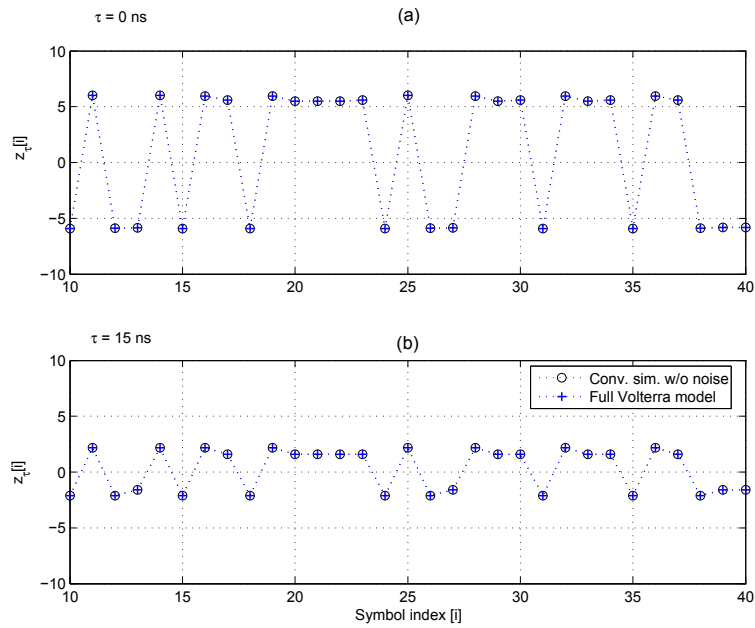 τ = 0 ns
(a)
10
5
0
−5
−10
z_τ[i]
10 15 20 25 30 35 40
τ = 15 ns
(b)
10
5
0
−5
−10
z_τ[i]
Conv. sim. w/o noise
Full Volterra model
10 15 20 25 30 35 40
Symbol index [i]